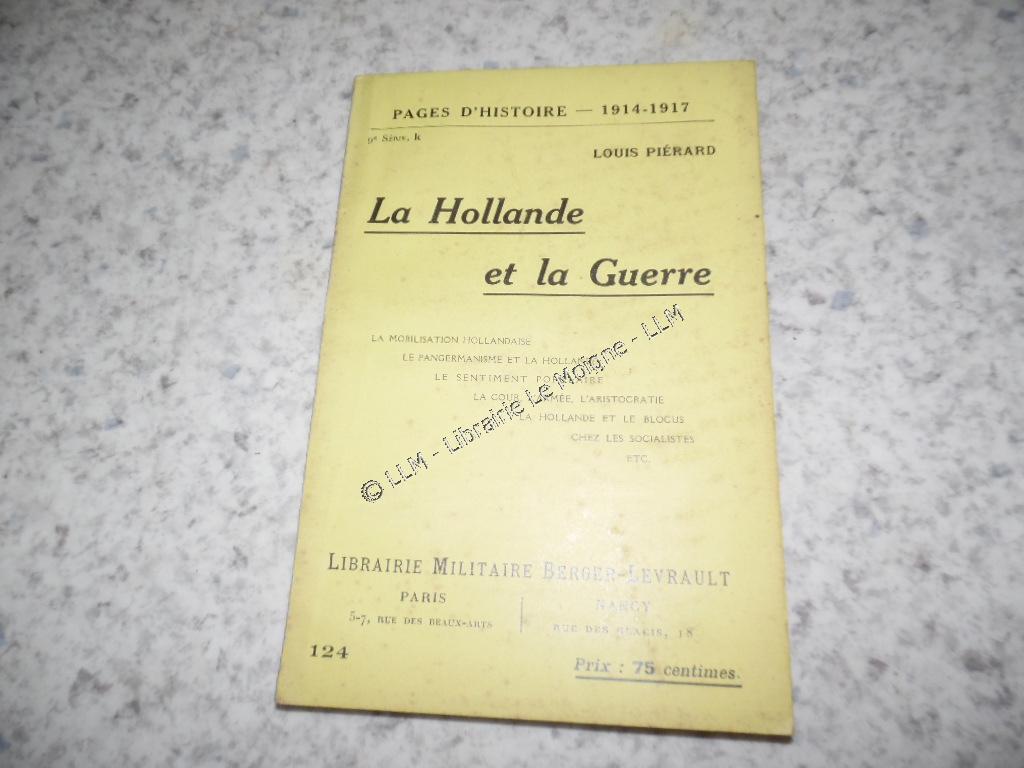 PAGES D'HISTOIRE — 1914-1917
9e SÉRIE, k
LOUIS PIÉRARD
La Hollande
et la Guerre
LA MOBILISATION HOLLANDAISE
LE PANGERMANISME ET LA HOLLANDE
LE SENTIMENT POPULAIRE
LA COUR, L'ARMÉE, L'ARISTOCRATIE
LA HOLLANDE ET LE BLOCUS
CHEZ LES SOCIALISTES
ETC.
© LLM - Librairie Le Moigne - LLM
LIBRAIRIE MILITAIRE BERGER-LEVRAULT
PARIS
5-7, RUE DES BEAUX-ARTS
NANCY
RUE DES GLACIS, 18
124
Prix : 75 centimes.